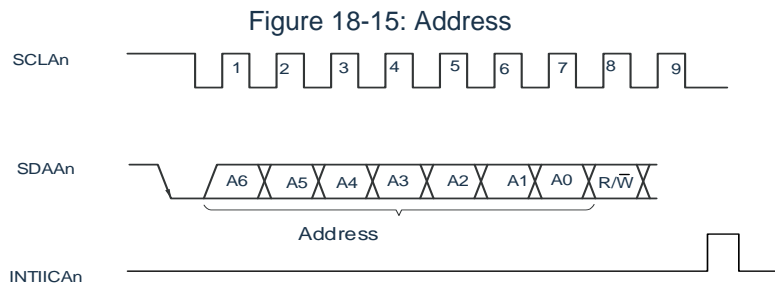 Figure 18-15: Address
SCLAn
1 2 3 4 5 6 7 8 9
SDAAn
A6 A5 A4 A3 A2 A1 A0 R/W̅
Address
INTIICAn